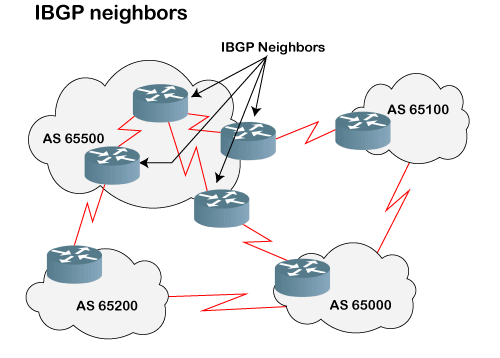 IBGP neighbors
IBGP Neighbors
AS 65500
AS 65100
AS 65200
AS 65000